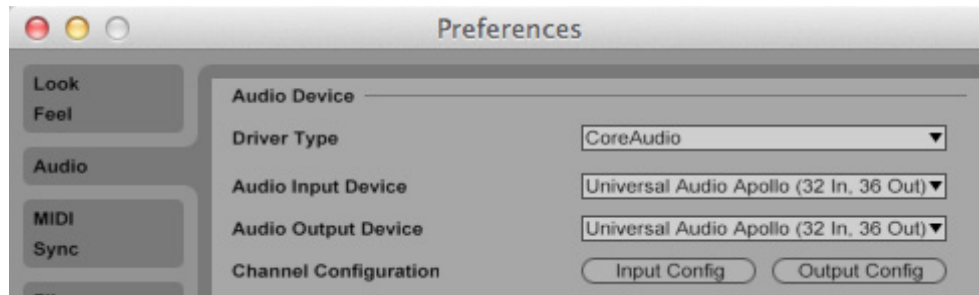 Preferences
Look
Feel
Audio
MIDI
Sync
Audio Device
Driver Type CoreAudio
Audio Input Device Universal Audio Apollo (32 In, 36 Out)
Audio Output Device Universal Audio Apollo (32 In, 36 Out)
Channel Configuration Input Config Output Config